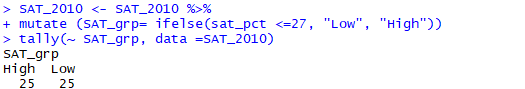 > SAT_2010 <- SAT_2010 %>%
+ mutate (SAT_grp= ifelse(sat_pct <=27, "Low", "High"))
> tally(~ SAT_grp, data =SAT_2010)
SAT_grp
High  Low
  25   25